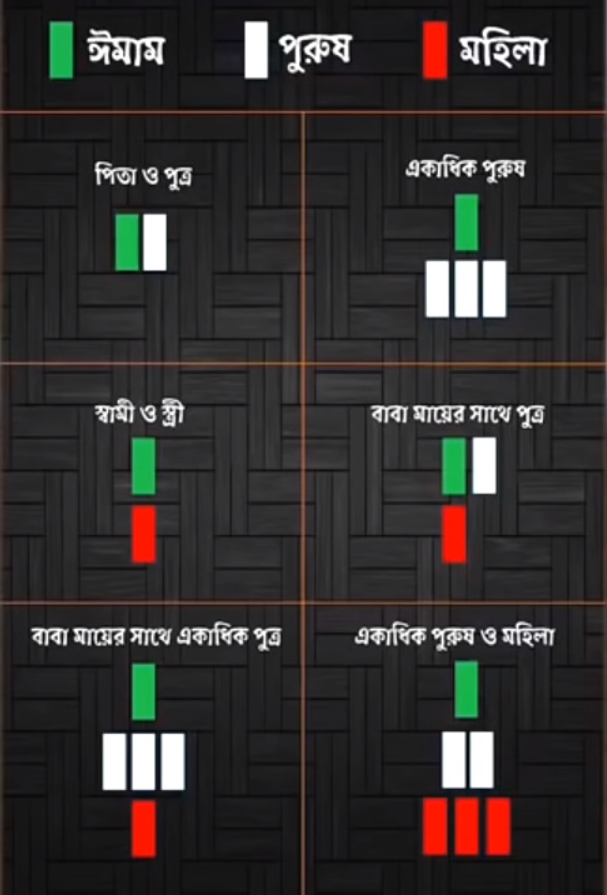 ঈমাম পুরুষ মহিলা
পিতা ও পুত্র
একাধিক পুরুষ
স্বামী ও স্ত্রী
বাবা মায়ের সাথে পুত্র
বাবা মায়ের সাথে একাধিক পুত্র
একাধিক পুরুষ ও মহিলা